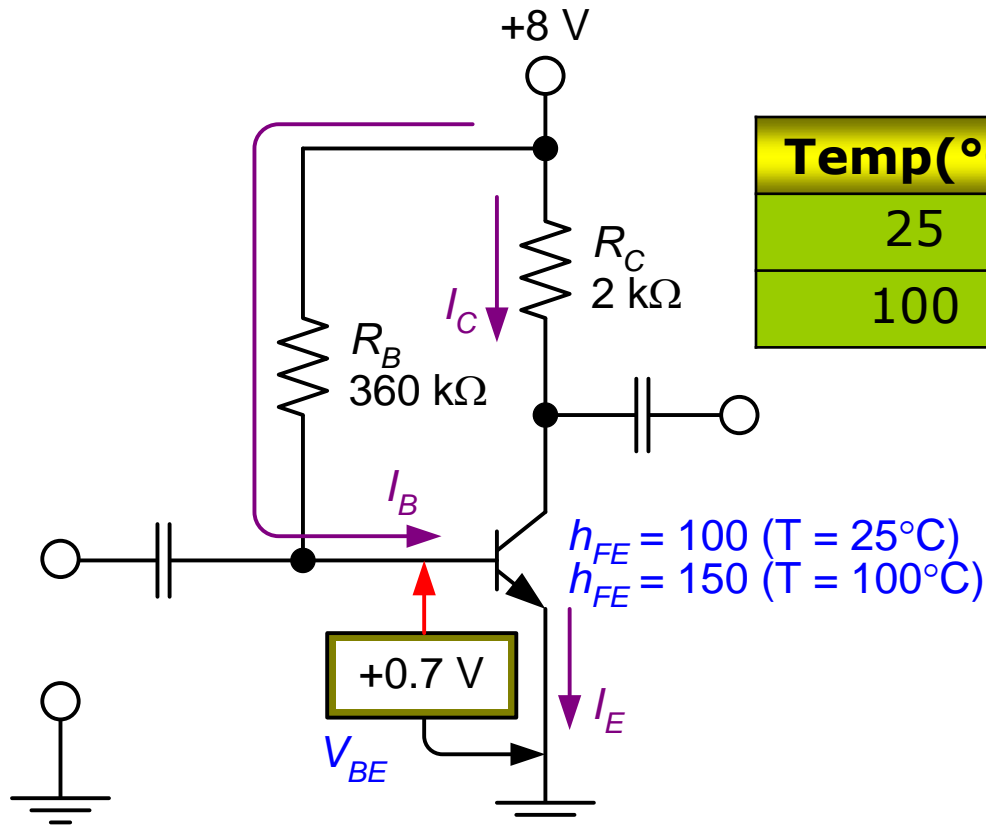 +8 V
Temp(°
25
100
R_C
2 kΩ
I_C
R_B
360 kΩ
I_B
h_FE = 100 (T = 25°C)
h_FE = 150 (T = 100°C)
+0.7 V
I_E
V_BE